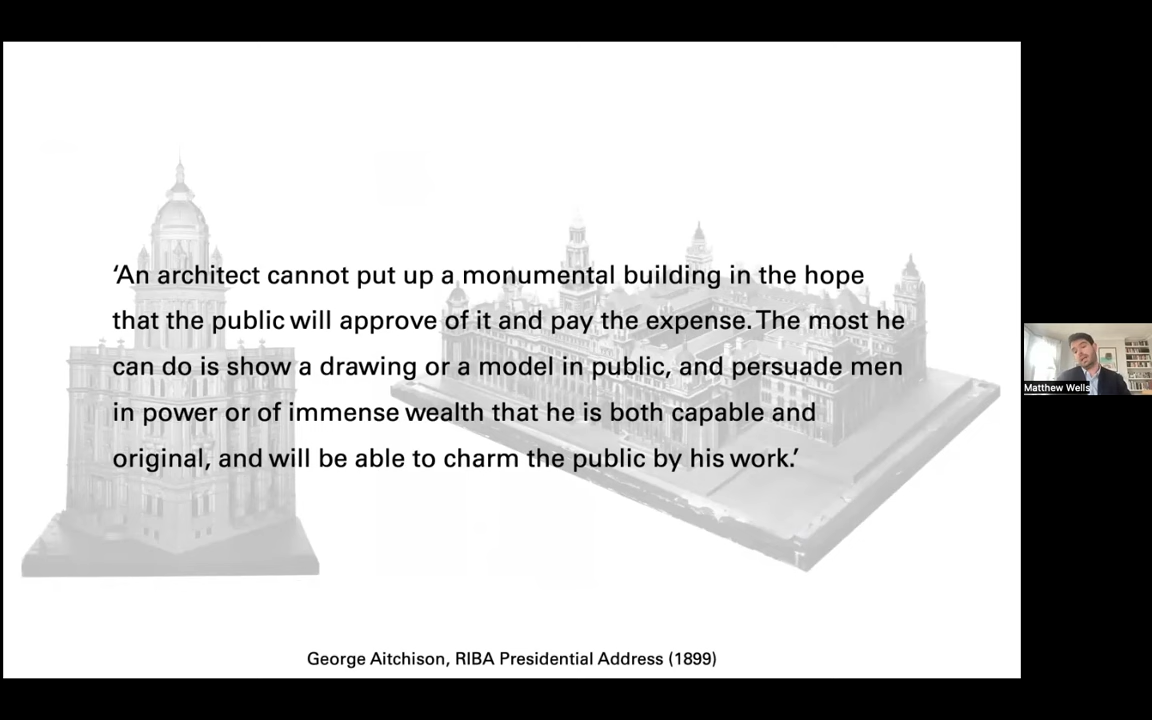 ‘An architect cannot put up a monumental building in the hope
that the public will approve of it and pay the expense. The most he
can do is show a drawing or a model in public, and persuade men
in power or of immense wealth that he is both capable and
original, and will be able to charm the public by his work.’
Matthew Wells
George Aitchison, RIBA Presidential Address (1899)